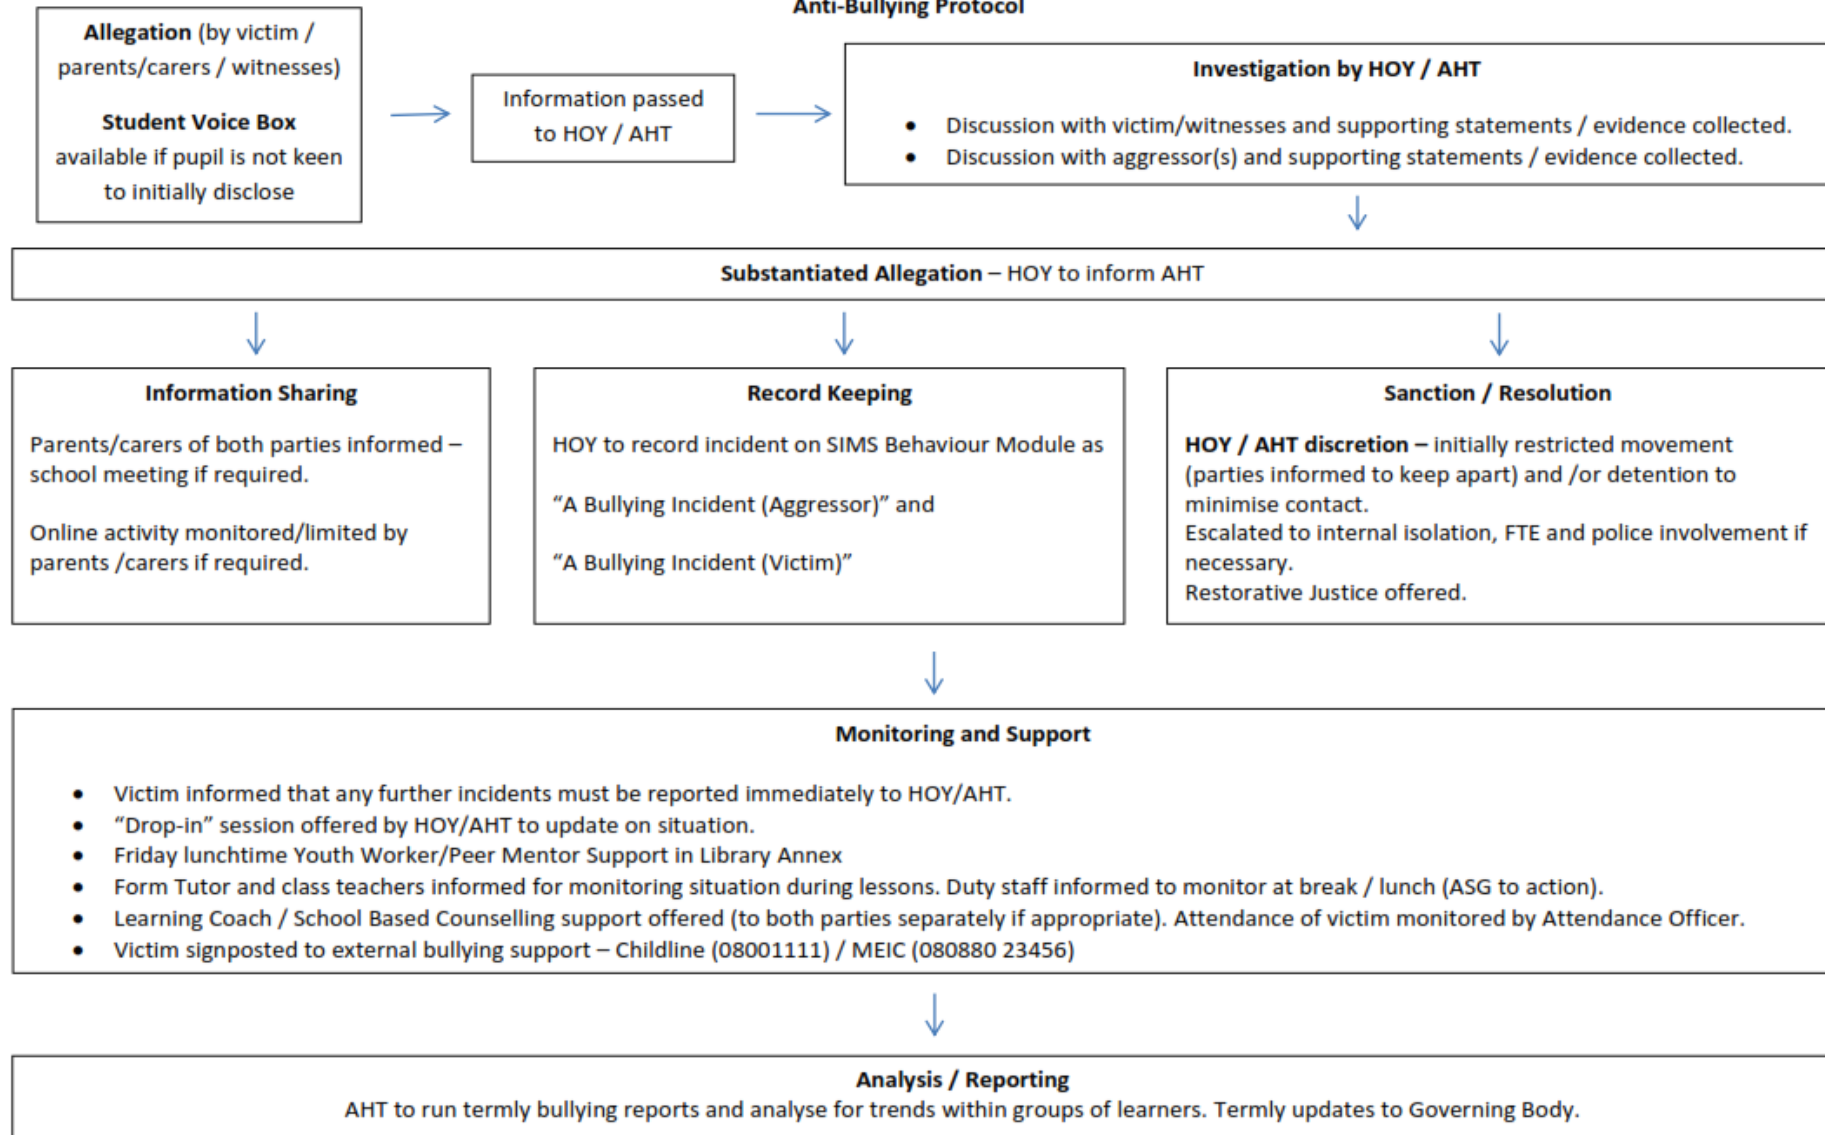 Anti-Bullying Protocol
Allegation (by victim /
parents/carers / witnesses)
Student Voice Box
available if pupil is not keen
to initially disclose
Information passed
to HOY / AHT
Investigation by HOY / AHT
• Discussion with victim/witnesses and supporting statements / evidence collected.
• Discussion with aggressor(s) and supporting statements / evidence collected.
Substantiated Allegation – HOY to inform AHT
Information Sharing
Parents/carers of both parties informed –
school meeting if required.
Online activity monitored/limited by
parents /carers if required.
Record Keeping
HOY to record incident on SIMS Behaviour Module as
“A Bullying Incident (Aggressor)” and
“A Bullying Incident (Victim)”
Sanction / Resolution
HOY / AHT discretion – initially restricted movement
(parties informed to keep apart) and /or detention to
minimise contact.
Escalated to internal isolation, FTE and police involvement if
necessary.
Restorative Justice offered.
Monitoring and Support
• Victim informed that any further incidents must be reported immediately to HOY/AHT.
• “Drop-in” session offered by HOY/AHT to update on situation.
• Friday lunchtime Youth Worker/Peer Mentor Support in Library Annex
• Form Tutor and class teachers informed for monitoring situation during lessons. Duty staff informed to monitor at break / lunch (ASG to action).
• Learning Coach / School Based Counselling support offered (to both parties separately if appropriate). Attendance of victim monitored by Attendance Officer.
• Victim signposted to external bullying support – Childline (08001111) / MEIC (080880 23456)
Analysis / Reporting
AHT to run termly bullying reports and analyse for trends within groups of learners. Termly updates to Governing Body.